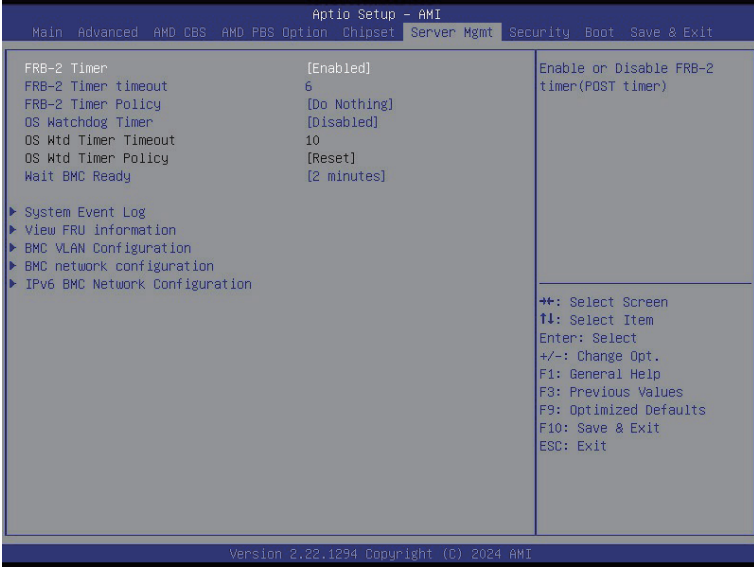 Aptio Setup – AMI
Main Advanced AMD CBS AMD PBS Option Chipset Server Mgmt Security Boot Save & Exit
FRB-2 Timer [Enabled]
FRB-2 Timer timeout 6
FRB-2 Timer Policy [Do Nothing]
OS Watchdog Timer [Disabled]
OS Wtd Timer Timeout 10
OS Wtd Timer Policy [Reset]
Wait BMC Ready [2 minutes]
▶ System Event Log
▶ View FRU information
▶ BMC VLAN Configuration
▶ BMC network configuration
▶ IPv6 BMC Network Configuration
Enable or Disable FRB-2
timer(POST timer)
→←: Select Screen
↑↓: Select Item
Enter: Select
+/-: Change Opt.
F1: General Help
F3: Previous Values
F9: Optimized Defaults
F10: Save & Exit
ESC: Exit
Version 2.22.1294 Copyright (C) 2024 AMI